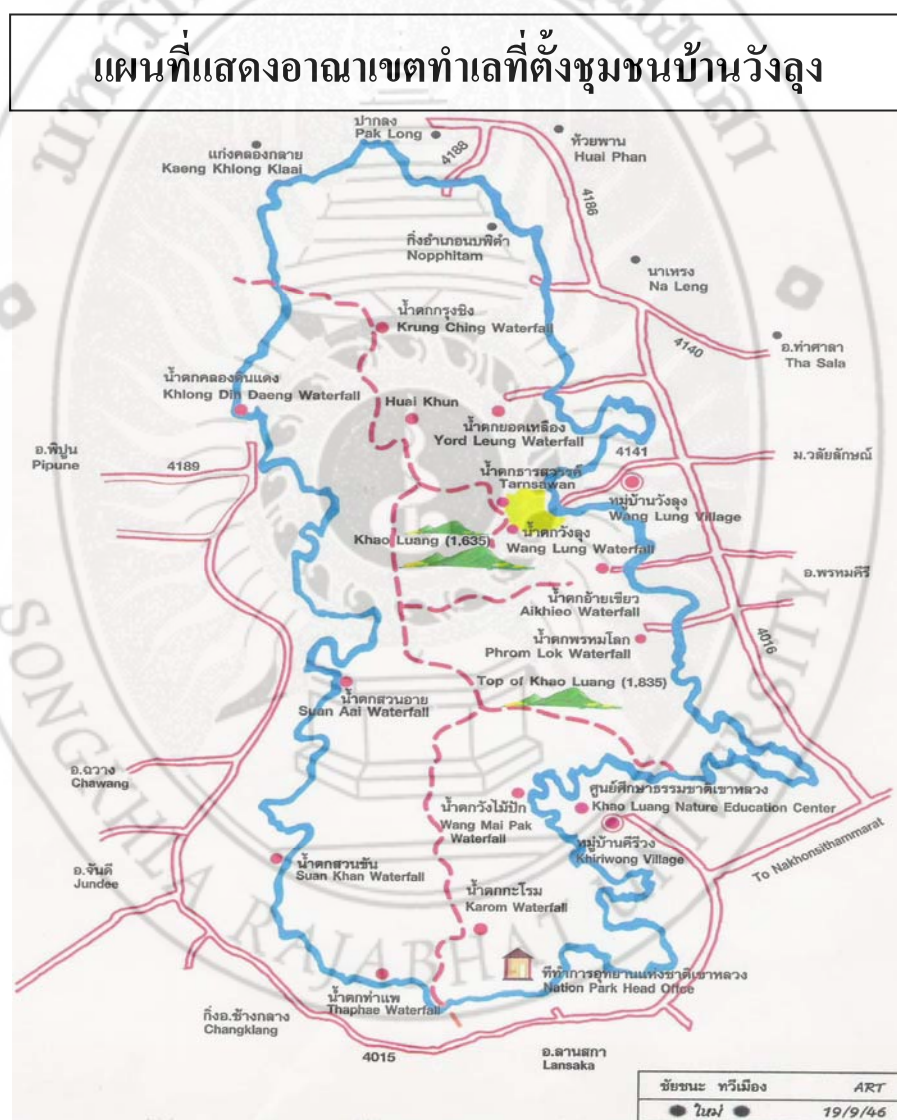 แผนที่แสดงอาณาเขตทำเลที่ตั้งชุมชนบ้านวังลุง
ปากลง
Pak Long
4188
ห้วยพาน
Huai Phan
แก่งคลองกลาย
Kaeng Khlong Klaai
4186
กิ่งอำเภอนบพิตำ
Nopphitam
นาเหรง
Na Leng
น้ำตกกรุงชิง
Krung Ching Waterfall
4140
อ.ท่าศาลา
Tha Sala
น้ำตกคลองดินแดง
Khlong Din Daeng Waterfall
Huai Khun
น้ำตกยอดเหลือง
Yord Leung Waterfall
อ.พิปูน
Pipune
4189
4141
ม.วลัยลักษณ์
น้ำตกธารสวรรค์
Tarnsawan
หมู่บ้านวังลุง
Wang Lung Village
Khao Luang (1,635)
น้ำตกวังลุง
Wang Lung Waterfall
อ.พรหมคีรี
น้ำตกอ้ายเขียว
Aikhieo Waterfall
น้ำตกพรหมโลก
Phrom Lok Waterfall
4016
Top of Khao Luang (1,835)
น้ำตกสวนอาย
Suan Aai Waterfall
อ.ฉวาง
Chawang
ศูนย์ศึกษาธรรมชาติเขาหลวง
Khao Luang Nature Education Center
น้ำตกวังไม้ปัก
Wang Mai Pak
Waterfall
หมู่บ้านคีรีวง
Khiriwong Village
To Nakhonsithammarat
อ.จันดี
Jundee
น้ำตกสวนขัน
Suan Khan Waterfall
น้ำตกกะโรม
Karom Waterfall
ที่ทำการอุทยานแห่งชาติเขาหลวง
Nation Park Head Offce
น้ำตกท่าแพ
Thaphae Waterfall
กิ่งอ.ช้างกลาง
Changklang
4015
อ.ลานสกา
Lansaka
ชัยชนะ ทวีเมือง ART
ใหม่ 19/9/46
SONGKHLA RAJABHAT UNIVERSITY